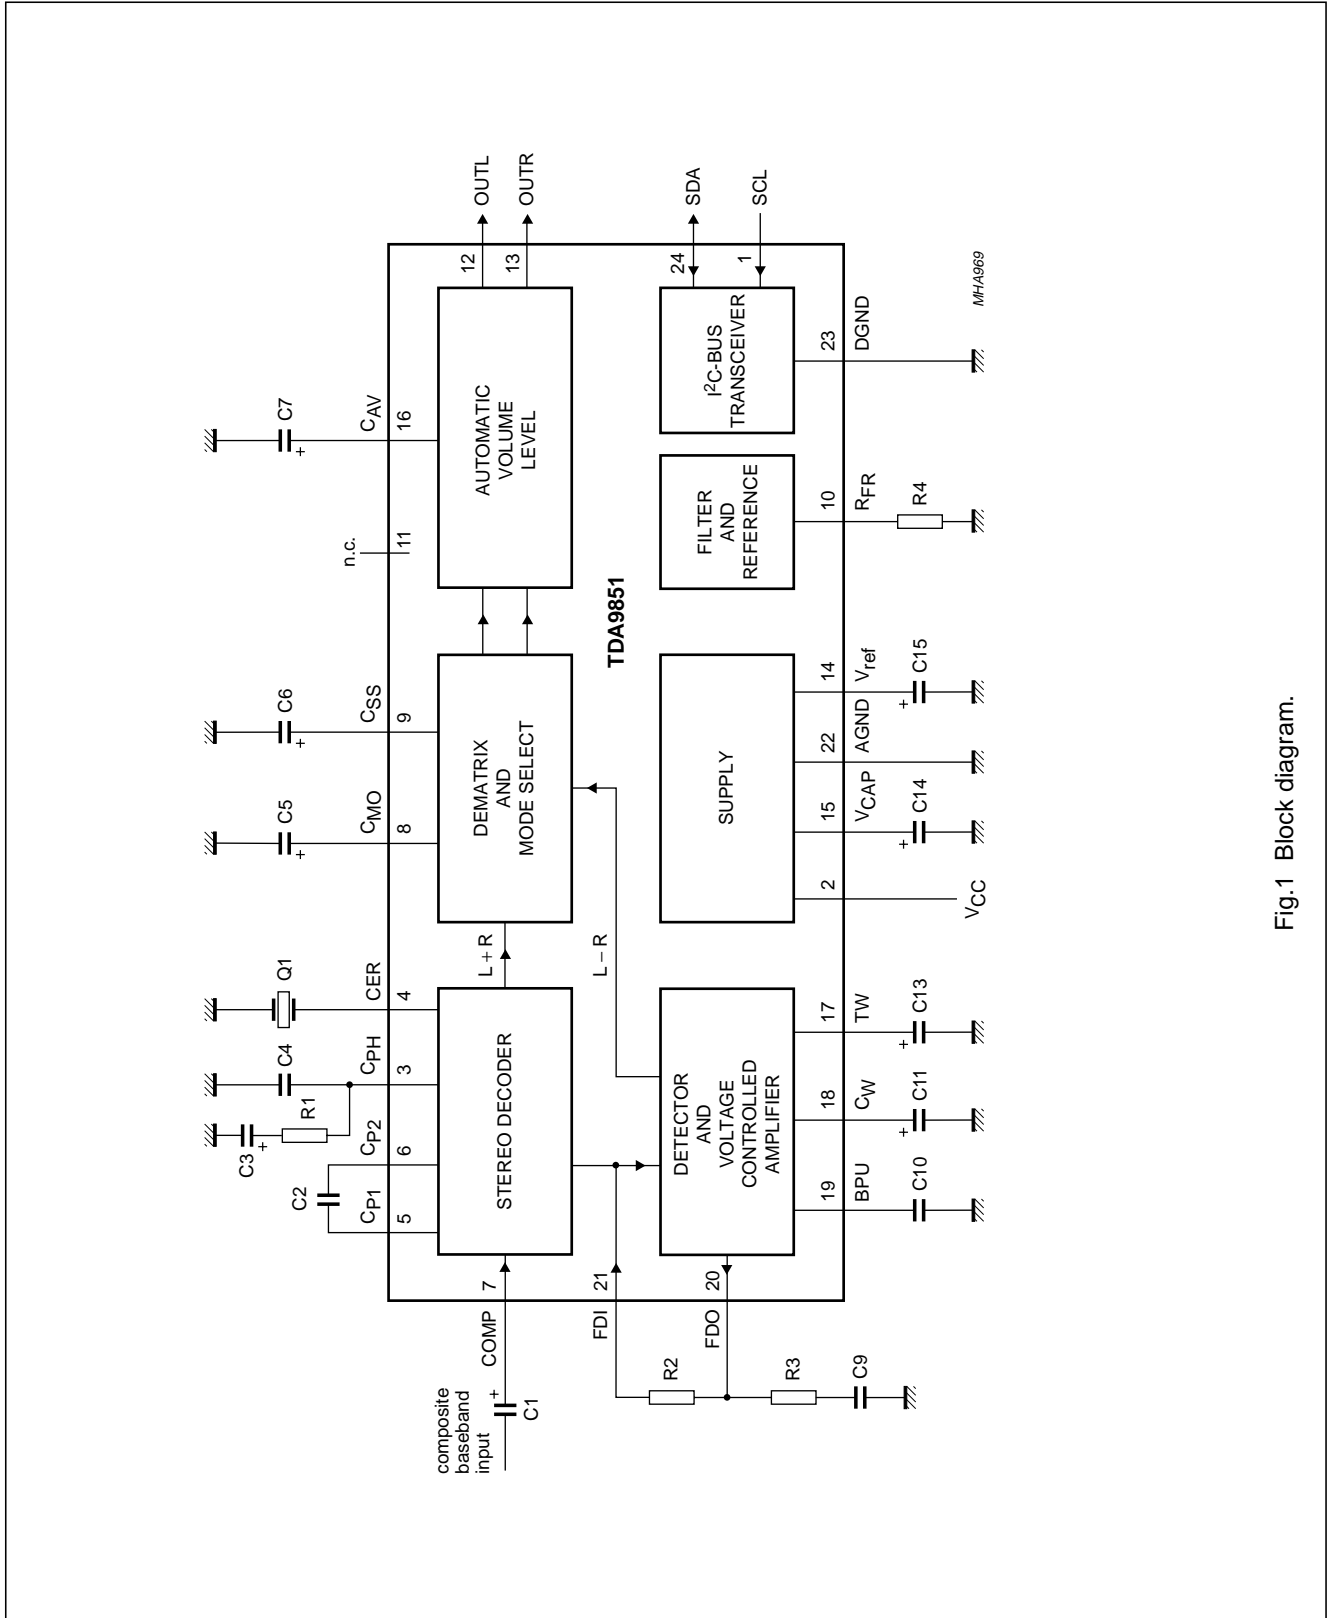 C3
R1
C4
Q1
C5
C6
C7
C2
CP1
CP2
CPH
CER
CMO
CSS
n.c.
CAV
5
6
3
4
8
9
11
16
composite
baseband
input
C1
+
COMP
7
STEREO DECODER
L + R
DEMATRIX
AND
MODE SELECT
AUTOMATIC
VOLUME
LEVEL
12
OUTL
13
OUTR
+
+
+
+
FDI
21
L − R
TDA9851
R2
FDO
20
DETECTOR
AND
VOLTAGE
CONTROLLED
AMPLIFIER
SUPPLY
FILTER
AND
REFERENCE
I²C-BUS
TRANSCEIVER
24
SDA
1
SCL
R3
C9
19
18
17
2
15
22
14
10
23
BPU
CW
TW
VCAP
AGND
Vref
RFR
DGND
C10
+
C11
+
C13
VCC
+
C14
+
C15
R4
MHA969
Fig.1 Block diagram.